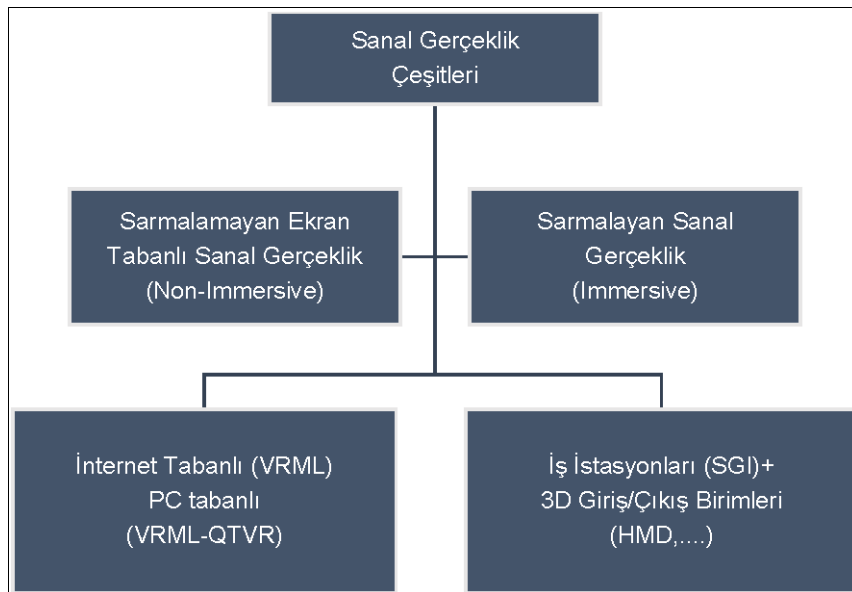 Sanal Gerçeklik
Çeşitleri
Sarmalamayan Ekran
Tabanlı Sanal Gerçeklik
(Non-Immersive)
Sarmalayan Sanal
Gerçeklik
(Immersive)
İnternet Tabanlı (VRML)
PC tabanlı
(VRML-QTVR)
İş İstasyonları (SGI)+
3D Giriş/Çıkış Birimleri
(HMD,....)